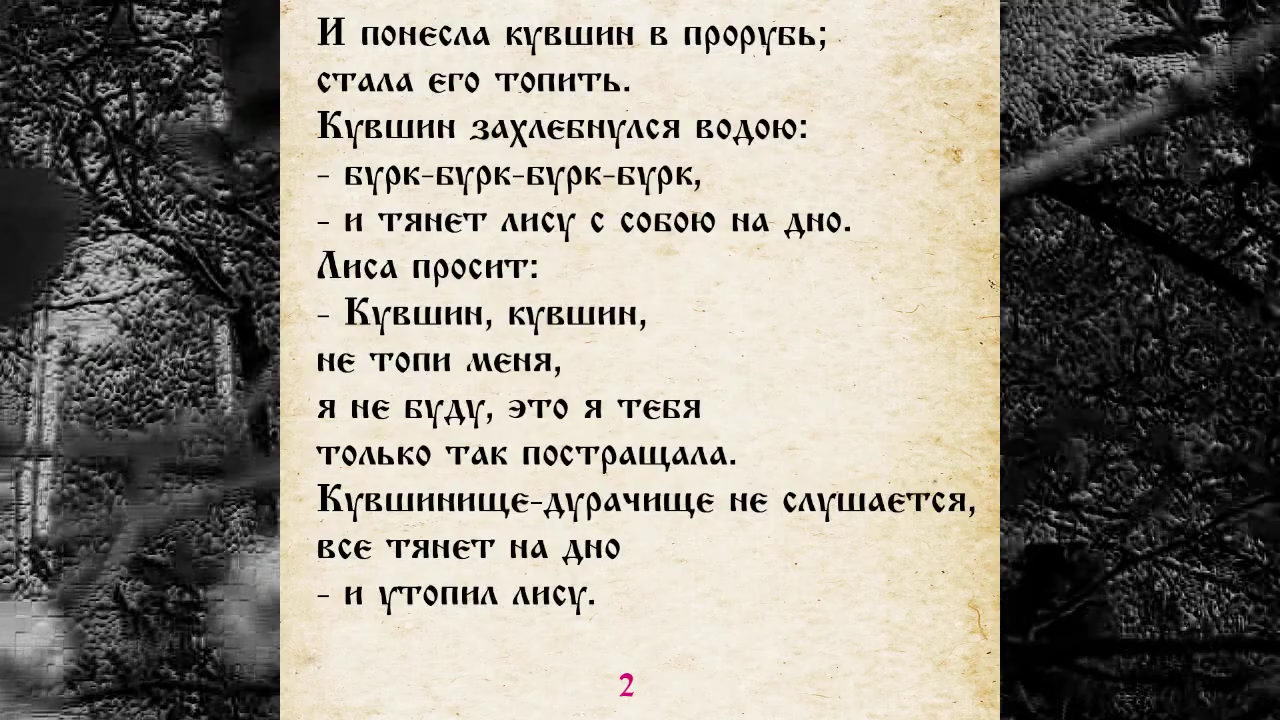 И понесла кувшин в прорубь;
стала его топить.
Кувшин захлебнулся водою:
- бурк-бурк-бурк-бурк,
- и тянет лису с собою на дно.
Лиса просит:
- Кувшин, кувшин,
не топи меня,
я не буду, это я тебя
только так постращала.
Кувшинище-дурачище не слушается,
все тянет на дно
- и утопил лису.
2